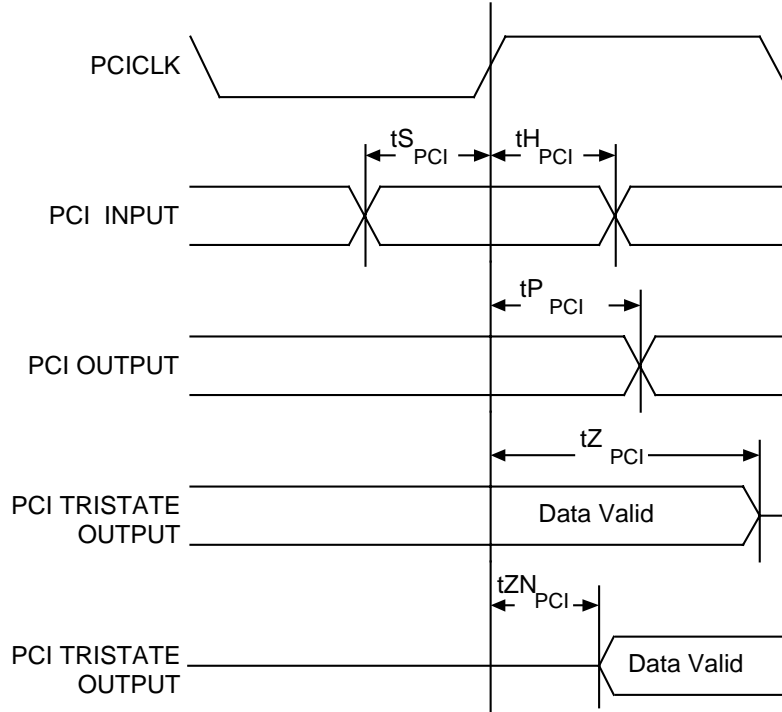 PCICLK
tS PCI
tH PCI
PCI INPUT
tP PCI
PCI OUTPUT
tZ PCI
PCI TRISTATE
OUTPUT
Data Valid
tZN PCI
PCI TRISTATE
OUTPUT
Data Valid